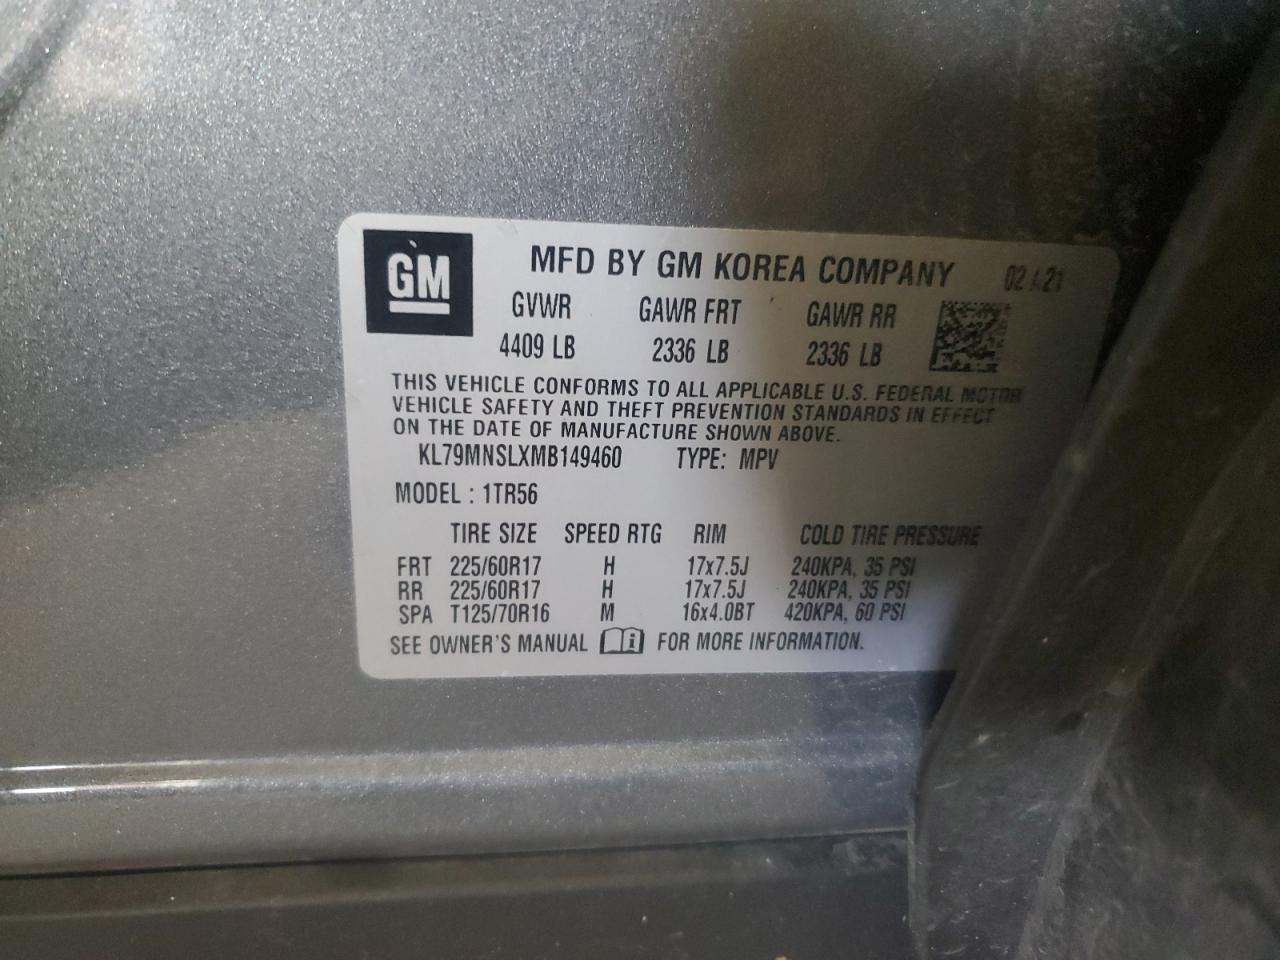 GM
MFD BY GM KOREA COMPANY 02 / 21
GVWR GAWR FRT GAWR RR
4409 LB 2336 LB 2336 LB
THIS VEHICLE CONFORMS TO ALL APPLICABLE U.S. FEDERAL MOTOR
VEHICLE SAFETY AND THEFT PREVENTION STANDARDS IN EFFECT
ON THE DATE OF MANUFACTURE SHOWN ABOVE.
KL79MNSLXMB149460 TYPE: MPV
MODEL : 1TR56
TIRE SIZE SPEED RTG RIM COLD TIRE PRESSURE
FRT 225/60R17 H 17x7.5J 240KPA, 35 PSI
RR 225/60R17 H 17x7.5J 240KPA, 35 PSI
SPA T125/70R16 M 16x4.0BT 420KPA, 60 PSI
SEE OWNER'S MANUAL FOR MORE INFORMATION.